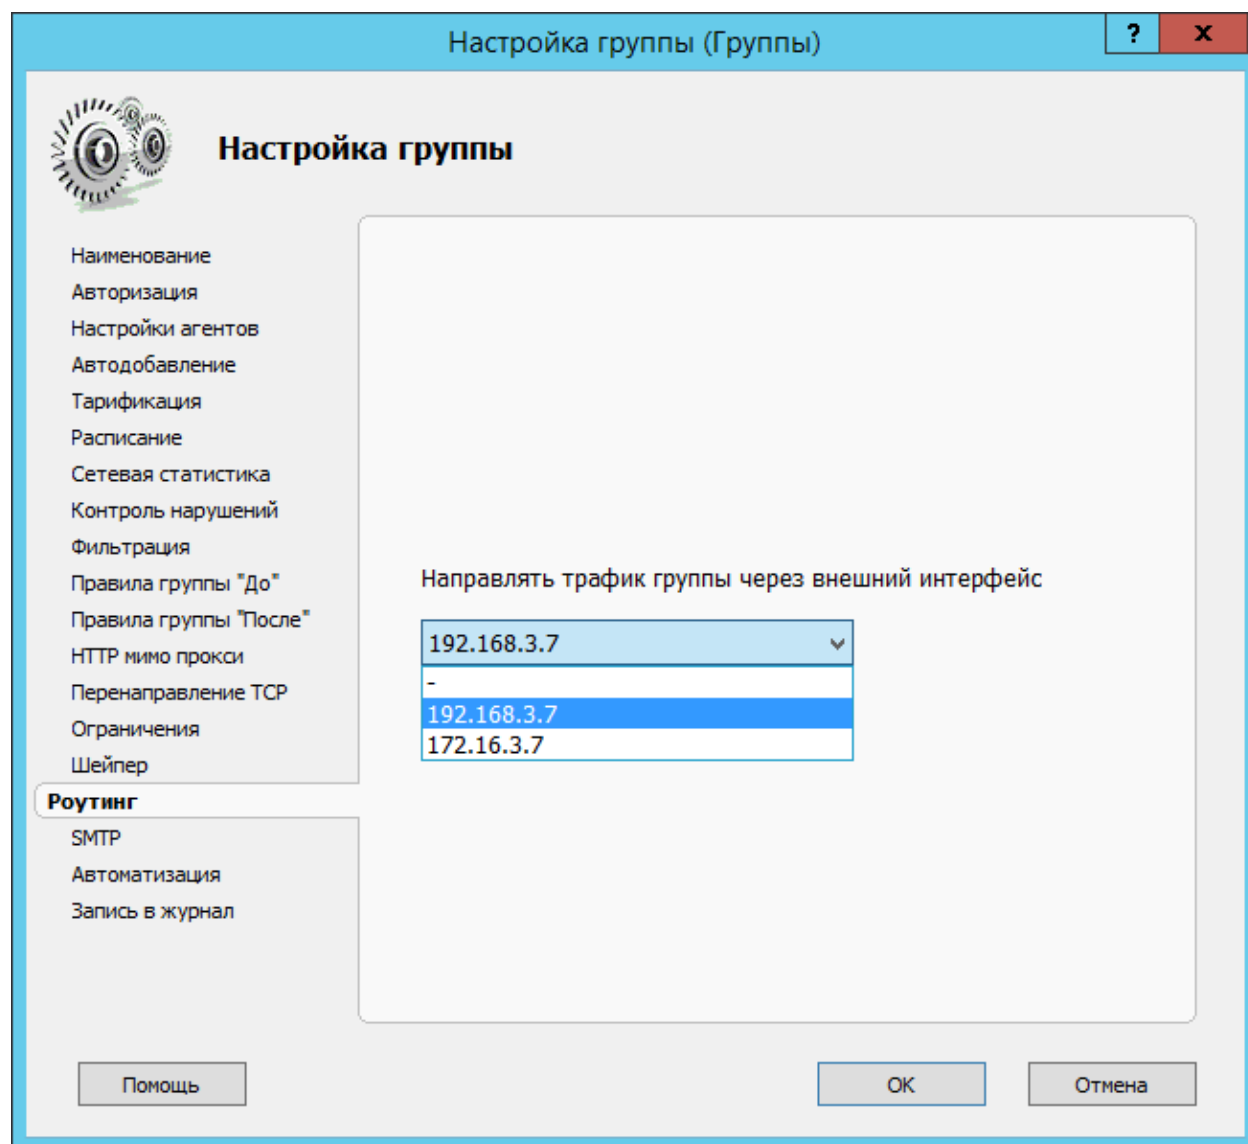 Настройка группы (Группы)
?
x
Настройка группы
Наименование
Авторизация
Настройки агентов
Автодобавление
Тарификация
Расписание
Сетевая статистика
Контроль нарушений
Фильтрация
Правила группы "До"
Правила группы "После"
HTTP мимо прокси
Перенаправление TCP
Ограничения
Шейпер
Роутинг
SMTP
Автоматизация
Запись в журнал
Направлять трафик группы через внешний интерфейс
192.168.3.7
-
192.168.3.7
172.16.3.7
Помощь
OK
Отмена